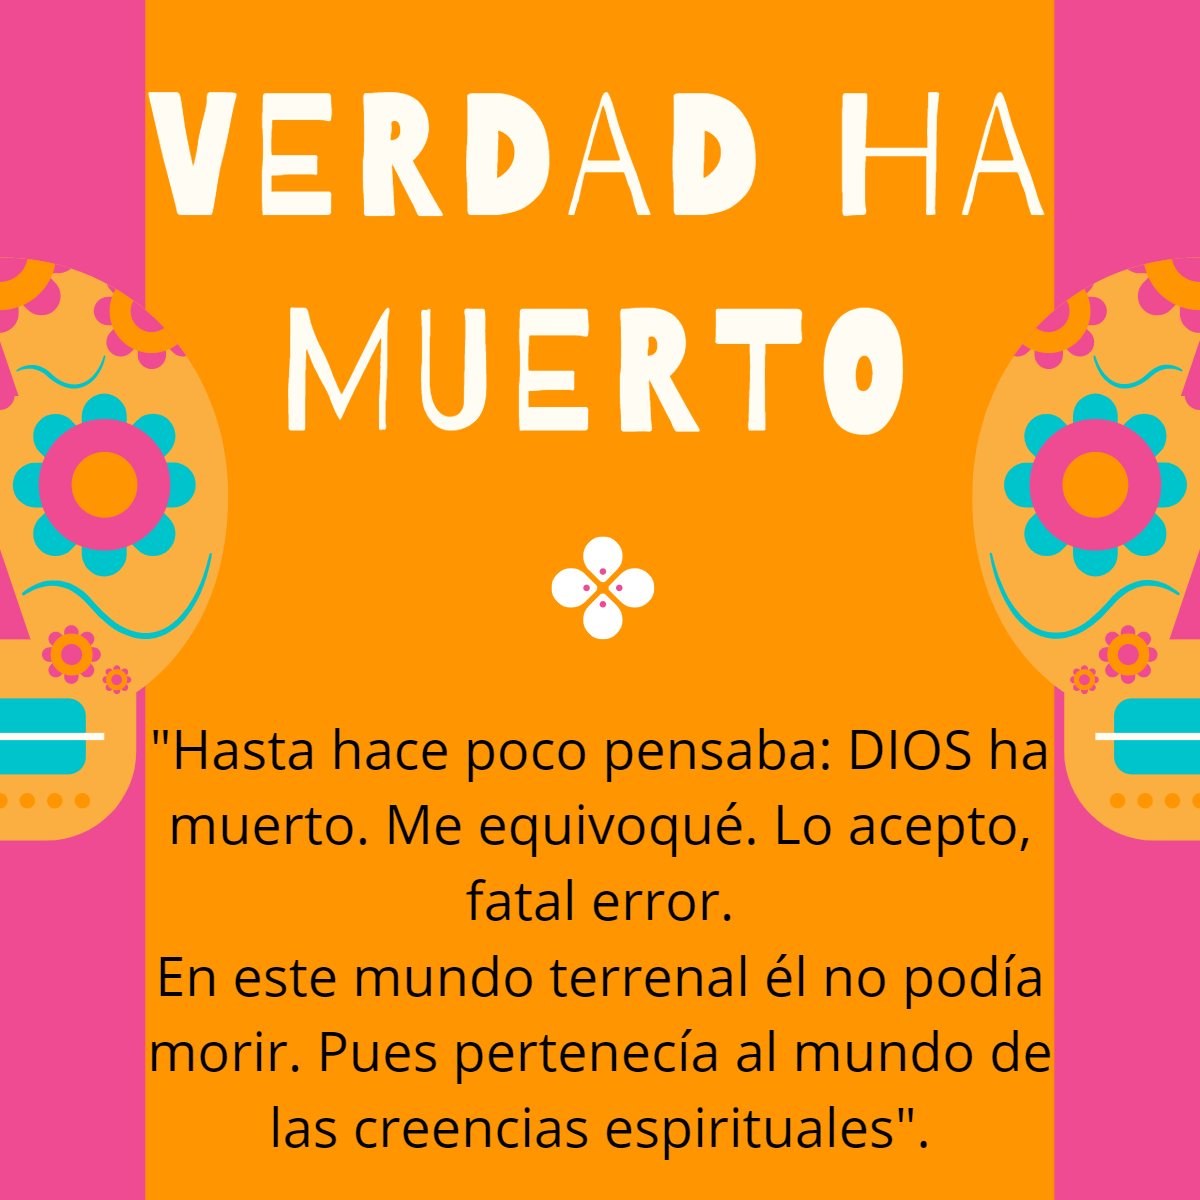 VERDAD HA
MUERTO
"Hasta hace poco pensaba: DIOS ha
muerto. Me equivoqué. Lo acepto,
fatal error.
En este mundo terrenal él no podía
morir. Pues pertenecía al mundo de
las creencias espirituales".